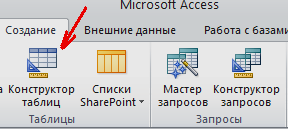 Microsoft Access
Создание
Внешние данные
Работа с базами
а
Конструктор
таблиц
Списки
SharePoint
Мастер
запросов
Конструктор
запросов
Таблицы
Запросы